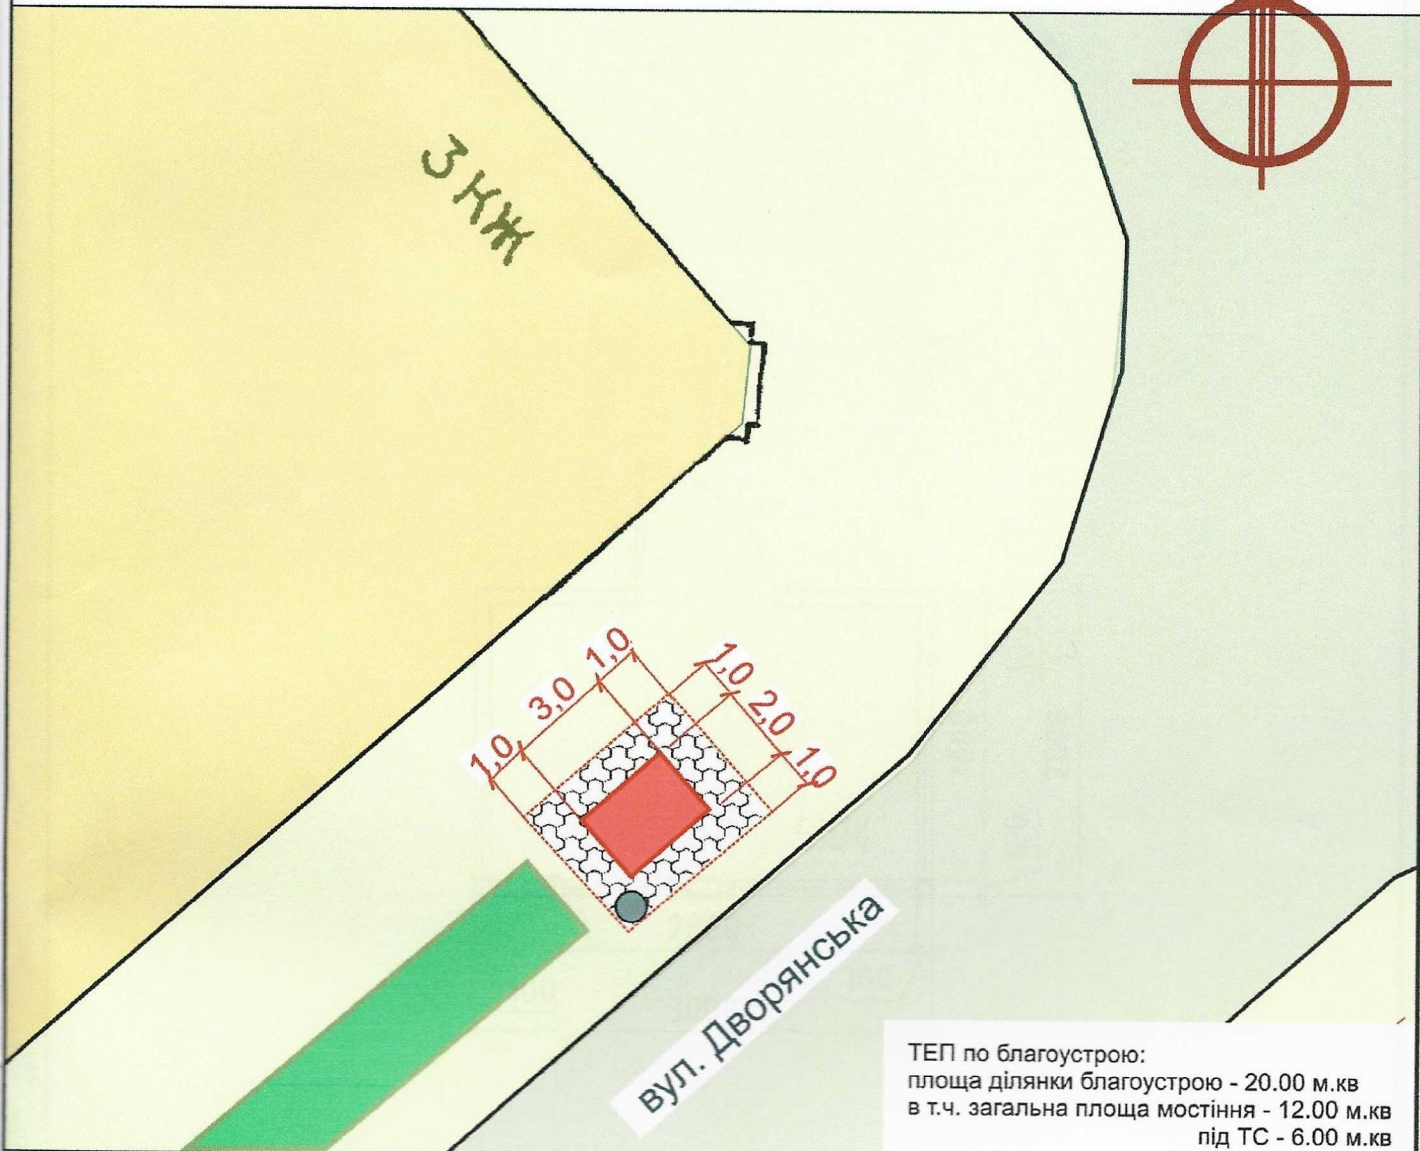 3 КЖ
1,0
3,0
1,0
1,0
2,0
1,0
вул. Дворянська
ТЕП по благоустрою:
площа ділянки благоустрою - 20.00 м.кв
в т.ч. загальна площа мостіння - 12.00 м.кв
під ТС - 6.00 м.кв